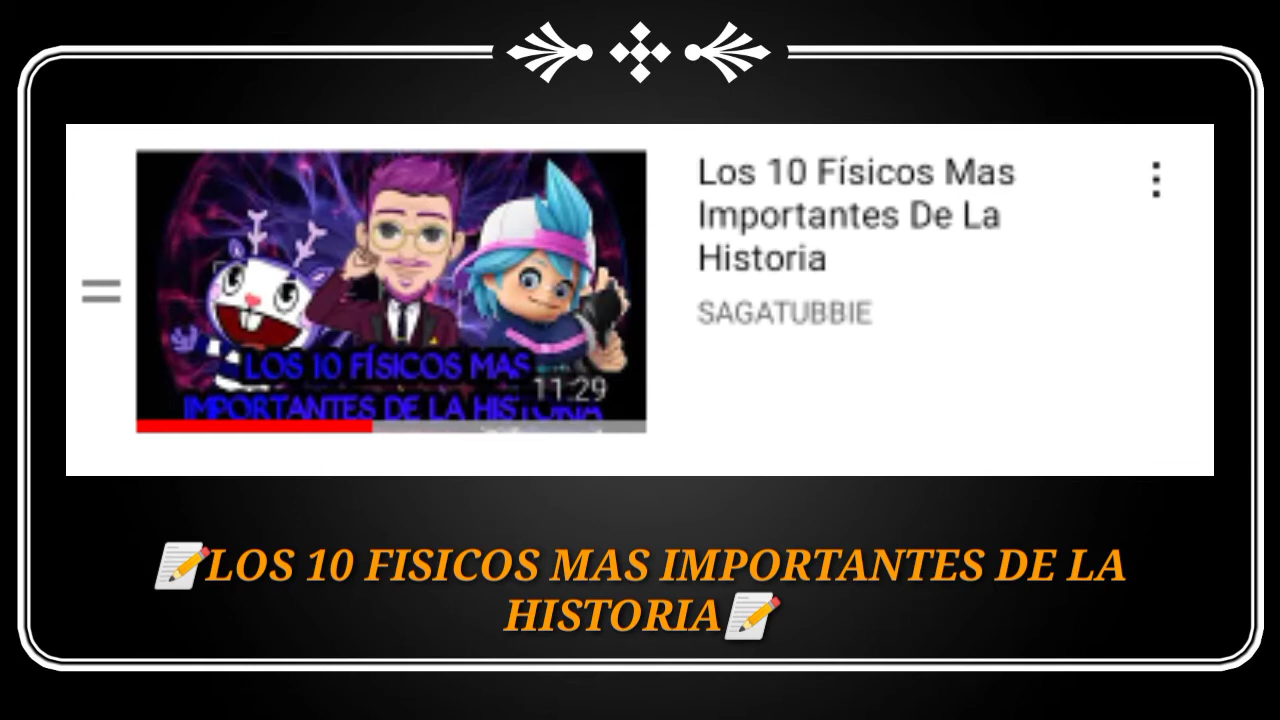 Los 10 Físicos Mas
Importantes De La
Historia
SAGATUBBIE
LOS 10 FÍSICOS MAS
11:29
IMPORTANTES DE LA HISTORIA
📝LOS 10 FISICOS MAS IMPORTANTES DE LA
HISTORIA📝